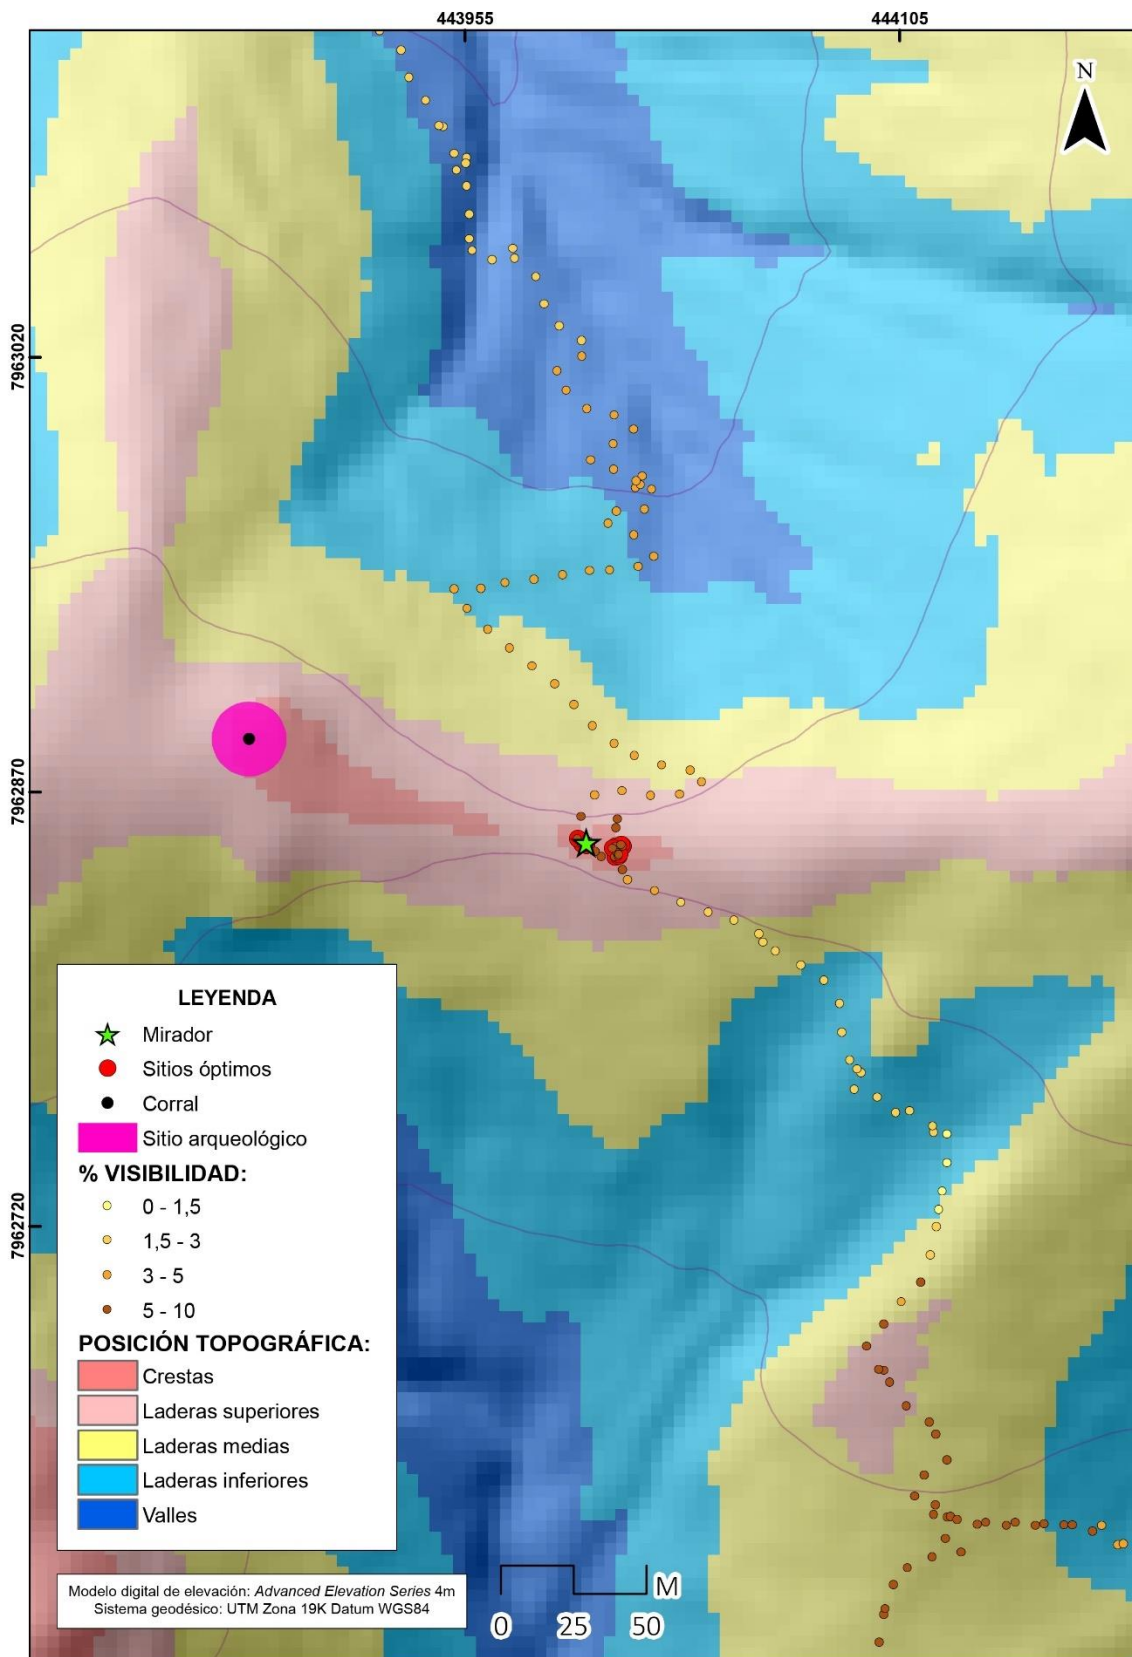 443955
444105
N
7963020
7962870
7962720
LEYENDA
Mirador
Sitios óptimos
Corral
Sitio arqueológico
% VISIBILIDAD:
0 - 1,5
1,5 - 3
3 - 5
5 - 10
POSICIÓN TOPOGRÁFICA:
Crestas
Laderas superiores
Laderas medias
Laderas inferiores
Valles
Modelo digital de elevación: Advanced Elevation Series 4m
Sistema geodésico: UTM Zona 19K Datum WGS84
M
0 25 50